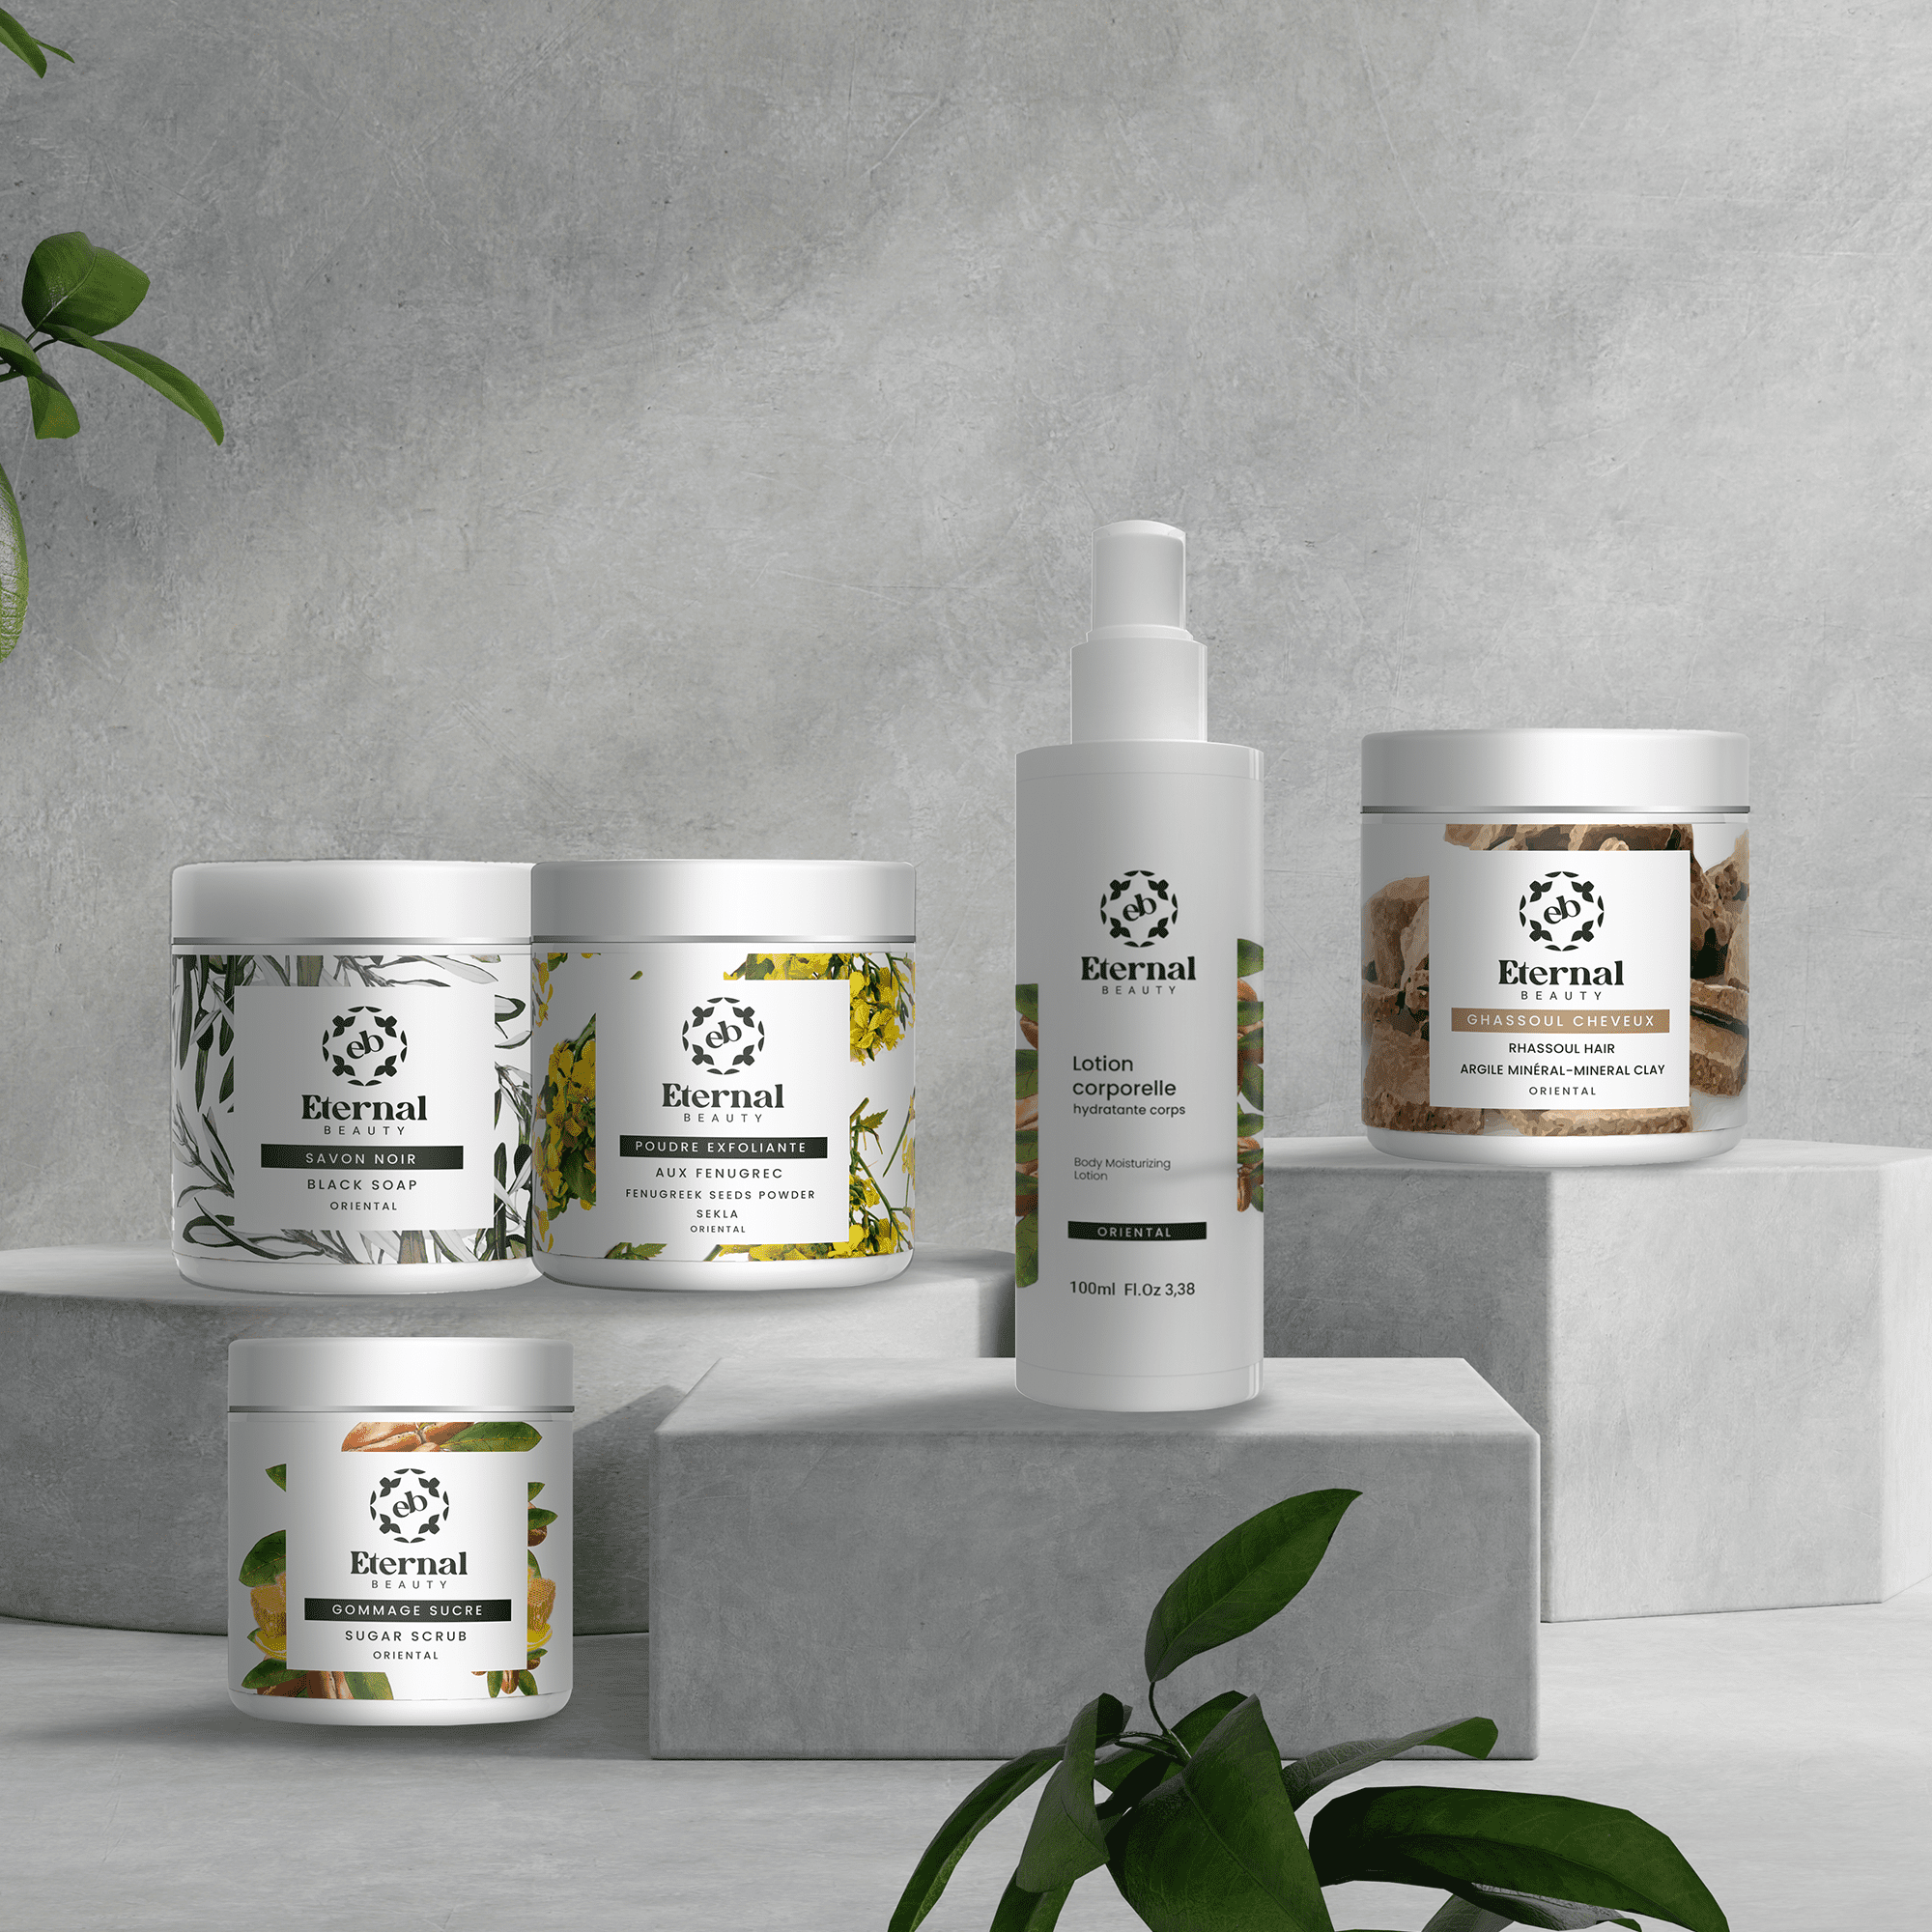 eb
Eternal
BEAUTY
SAVON NOIR
BLACK SOAP
ORIENTAL
eb
Eternal
BEAUTY
POUDRE EXFOLIANTE
AUX FENUGREC
FENUGREEK SEEDS POWDER
SEKLA
ORIENTAL
eb
Eternal
BEAUTY
Lotion
corporelle
hydratante corps
Body Moisturizing
Lotion
ORIENTAL
100ml Fl.Oz 3,38
eb
Eternal
BEAUTY
GHASSOUL CHEVEUX
RHASSOUL HAIR
ARGILE MINÉRAL-MINERAL CLAY
ORIENTAL
eb
Eternal
BEAUTY
GOMMAGE SUCRE
SUGAR SCRUB
ORIENTAL